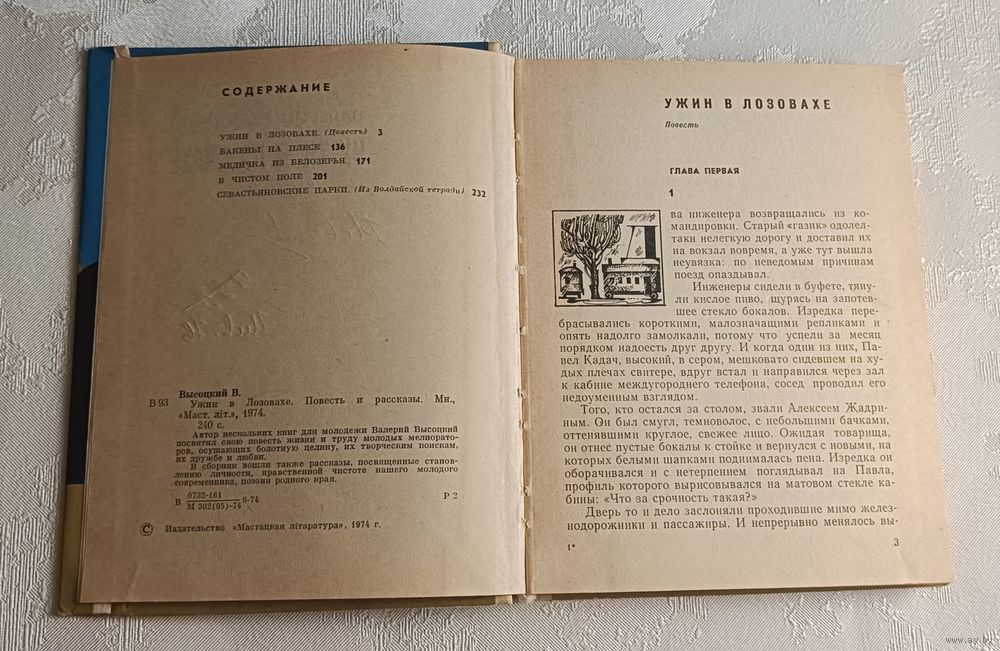 СОДЕРЖАНИЕ
УЖИН В ЛОЗОВАХЕ. (Повесть) 3
БАКЕНЫ НА ПЛЕСЕ 136
МЕДИЧКА ИЗ БЕЛОЗЕРЬЯ 171
В ЧИСТОМ ПОЛЕ 201
СЕВАСТЬЯНОВСКИЕ ПАРКИ. (Из Волдайской тетради) 232
Высоцкий В.
В 93 Ужин в Лозовахе. Повесть и рассказы. Мн.,
«Маст. літ.», 1974.
240 с.
Автор нескольких книг для молодежи Валерий Высоцкий
посвятил свою повесть жизни и труду молодых мелиорато-
ров, осушающих болотную целину, их творческим поискам,
их дружбе и любви.
В сборник вошли также рассказы, посвященные станов-
лению личности, нравственной чистоте нашего молодого
современника, поэзии родного края.
В 0732-161 6-74
М 302(05)-74
Р 2
© Издательство «Мастацкая літаратура», 1974 г.
УЖИН В ЛОЗОВАХЕ
Повесть
ГЛАВА ПЕРВАЯ
1
ва инженера возвращались из ко-
мандировки. Старый «газик» одолел-
таки нелегкую дорогу и доставил их
на вокзал вовремя, а уже тут вышла
неувязка: по неведомым причинам
поезд опаздывал.
Инженеры сидели в буфете, тяну-
ли кислое пиво, щурясь на запотев-
шее стекло бокалов. Изредка пере-
брасывались короткими, малозначащими репликами и
опять надолго замолкали, потому что успели за месяц
порядком надоесть друг другу. И когда один из них, Па-
вел Кадач, высокий, в сером, мешковато сидевшем на ху-
дых плечах свитере, вдруг встал и направился через зал
к кабине междугороднего телефона, сосед проводил его
недоуменным взглядом.
Того, кто остался за столом, звали Алексеем Жадри-
ным. Он был смугл, темноволос, с небольшими бачками,
оттенявшими круглое, свежее лицо. Ожидая товарища,
он отнес пустые бокалы к стойке и вернулся с новыми, на
которых белыми шапками поднималась пена. Изредка он
оборачивался и с нетерпением поглядывал на Павла,
профиль которого вырисовывался на матовом стекле ка-
бины: «Что за срочность такая?»
Дверь то и дело заслоняли проходившие мимо желез-
нодорожники и пассажиры. И непрерывно менялось вы-
1*
3
www.ay.by